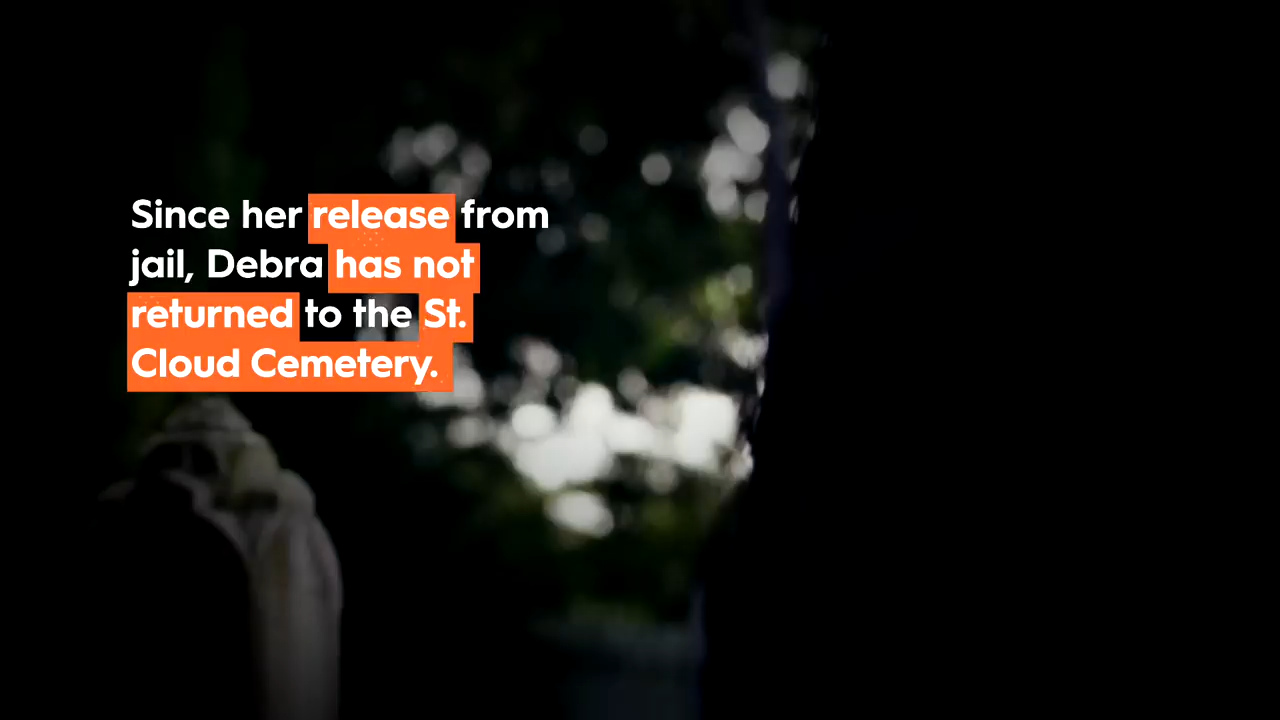 Since her release from
jail, Debra has not
returned to the St.
Cloud Cemetery.